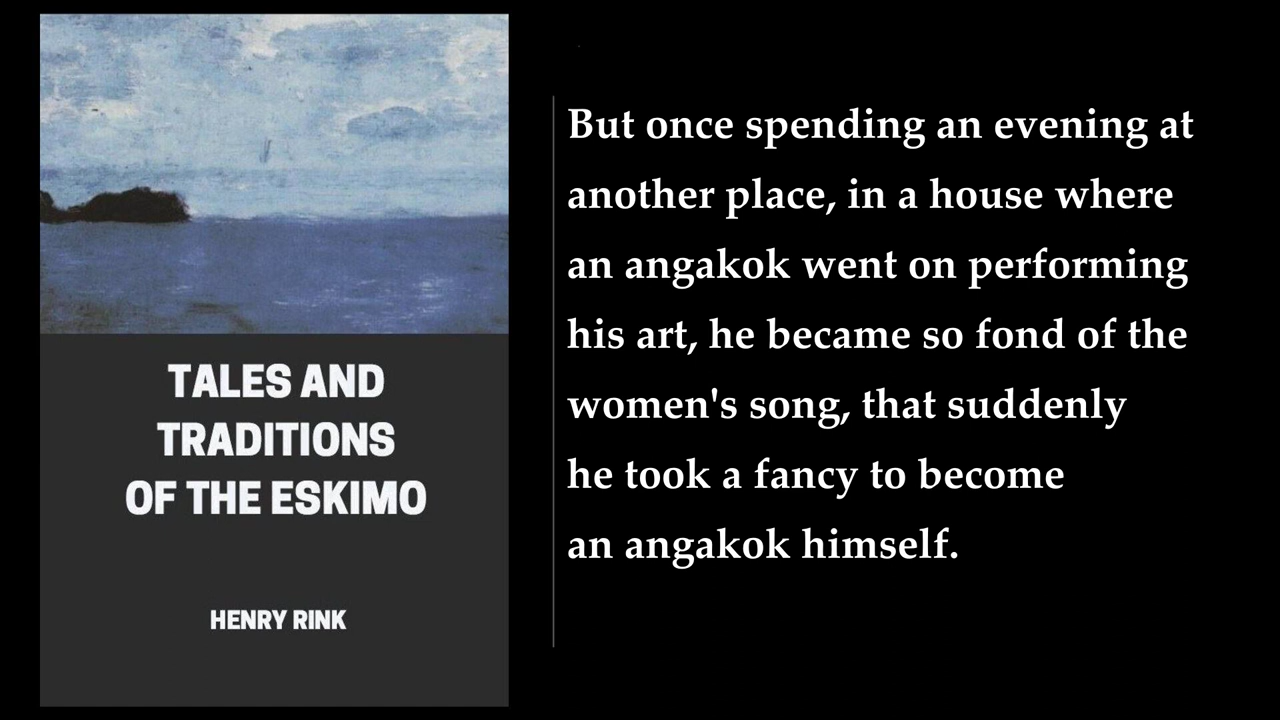 TALES AND
TRADITIONS
OF THE ESKIMO
HENRY RINK
But once spending an evening at
another place, in a house where
an angakok went on performing
his art, he became so fond of the
women's song, that suddenly
he took a fancy to become
an angakok himself.